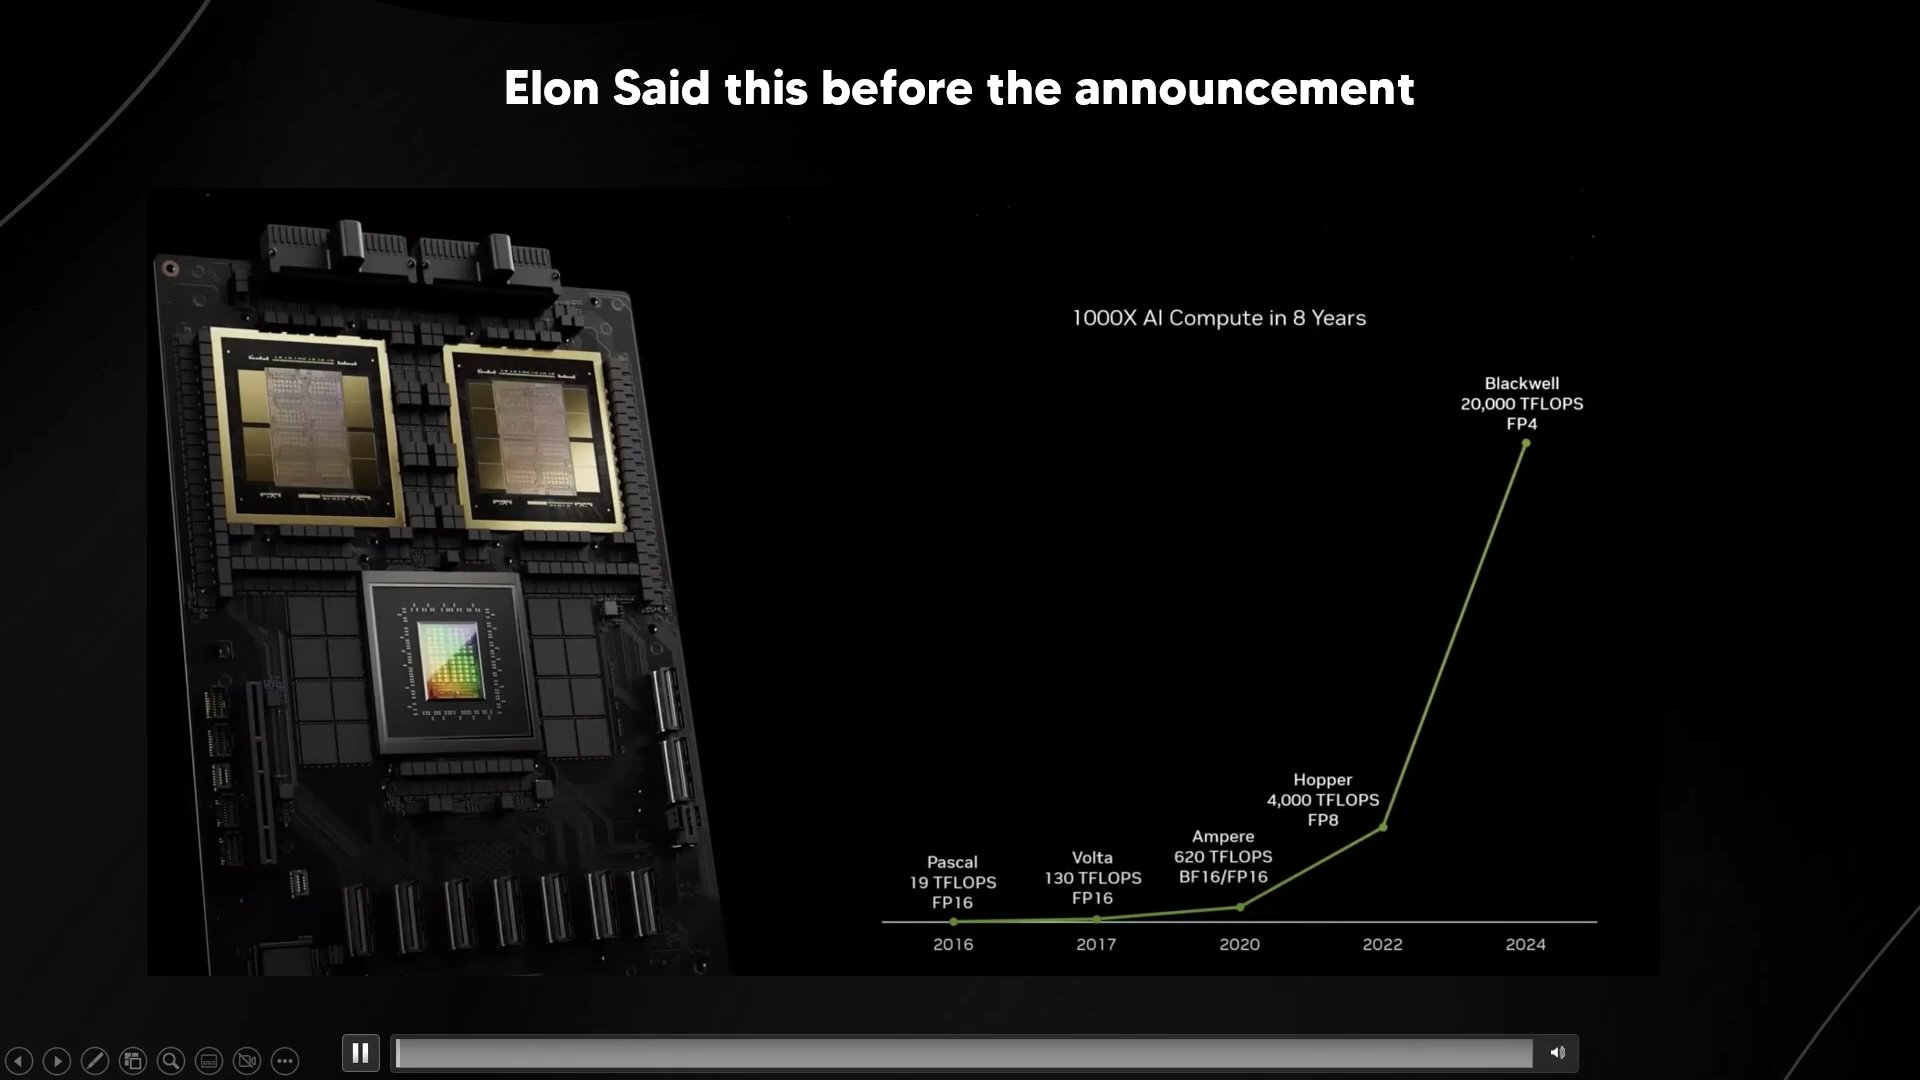 Elon Said this before the announcement
1000X AI Compute in 8 Years
Blackwell
20,000 TFLOPS
FP4
Hopper
4,000 TFLOPS
FP8
Ampere
620 TFLOPS
BF16/FP16
Volta
130 TFLOPS
FP16
Pascal
19 TFLOPS
FP16
2016
2017
2020
2022
2024